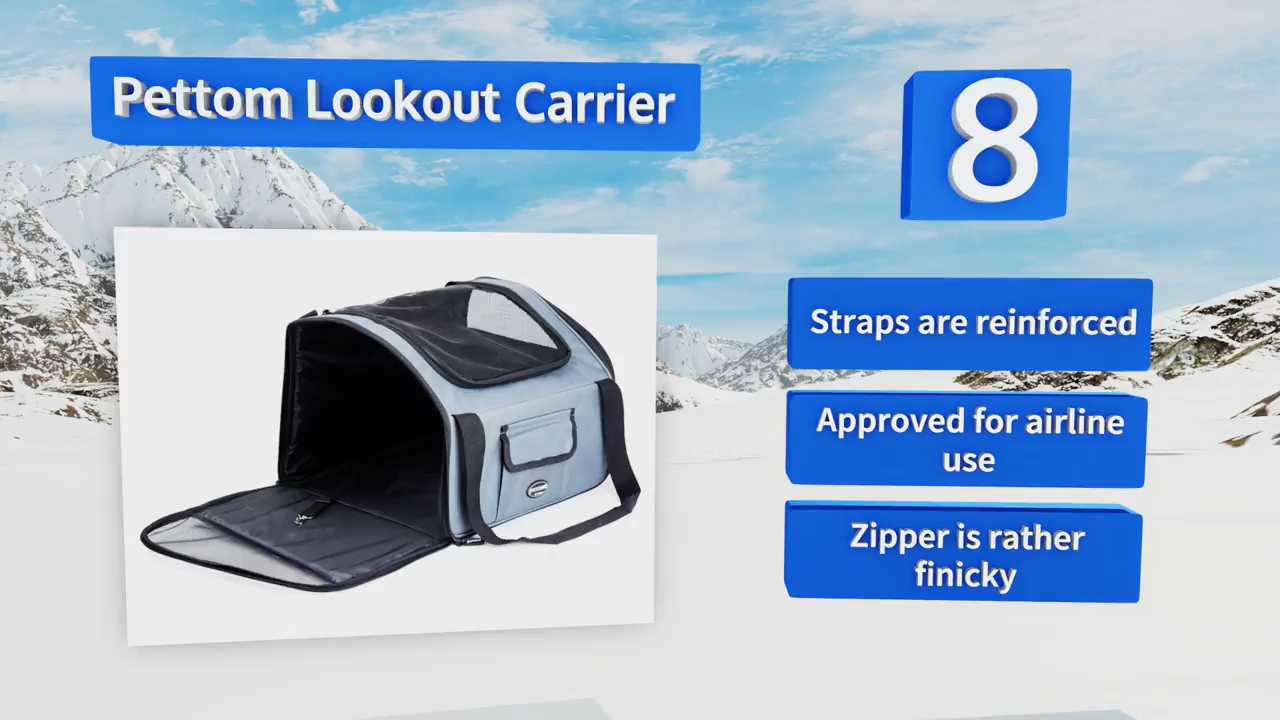 Pettom Lookout Carrier
8
Straps are reinforced
Approved for airline
use
Zipper is rather
finicky